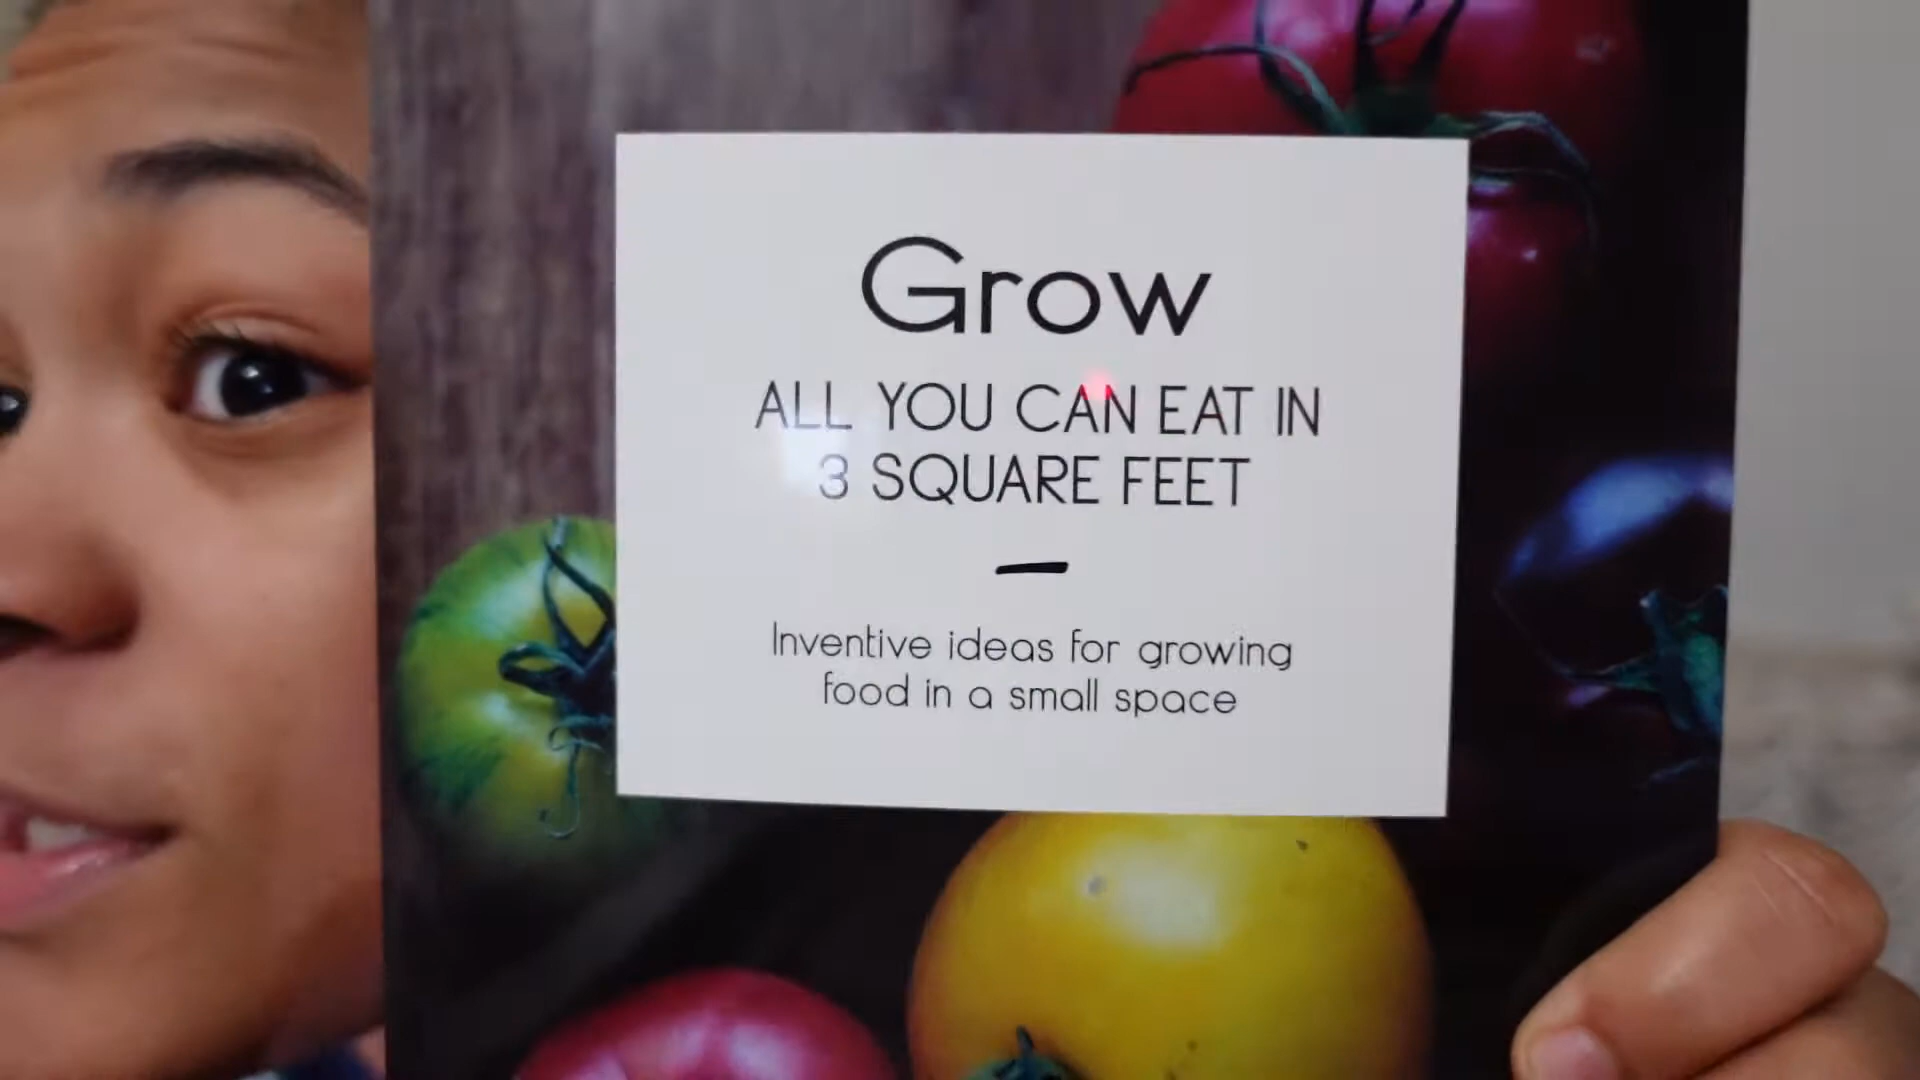 Grow
ALL YOU CAN EAT IN
3 SQUARE FEET
Inventive ideas for growing
food in a small space